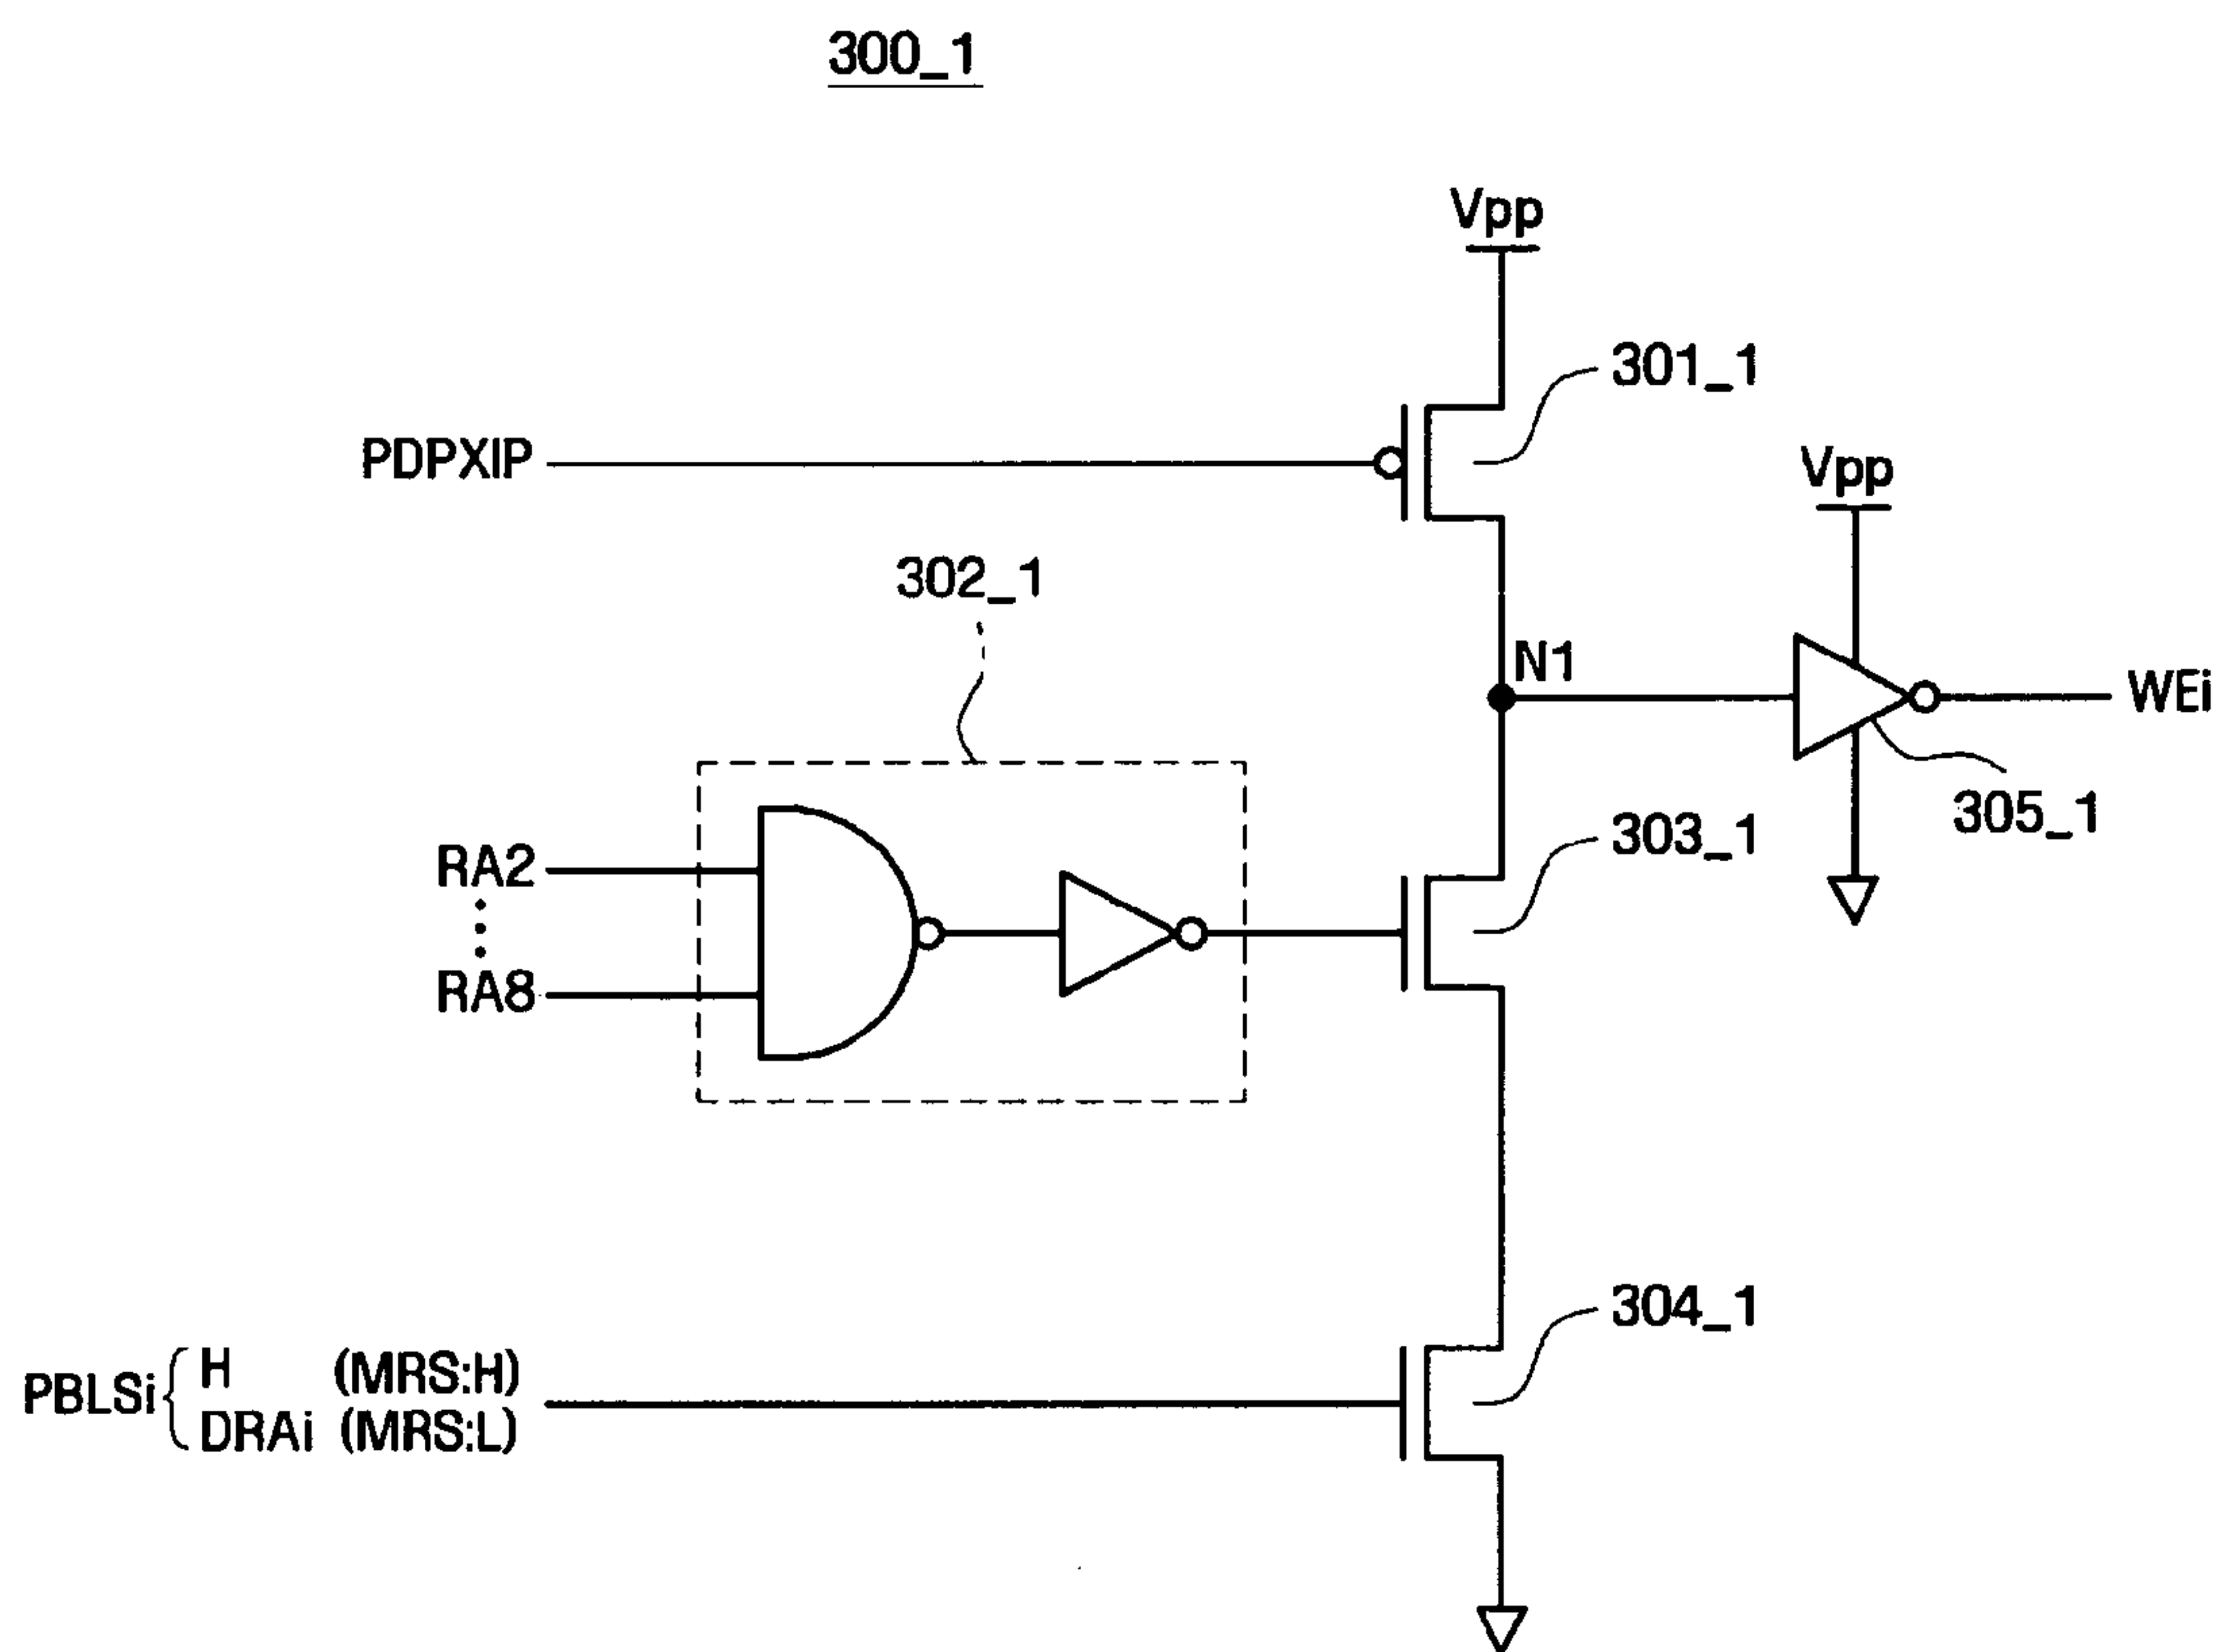 300_1
Vpp
301_1
PDPXIP
Vpp
302_1
N1
WEi
305_1
303_1
RA2
RA8
304_1
PBLSi { H (MRS:H)
DRAi (MRS:L)